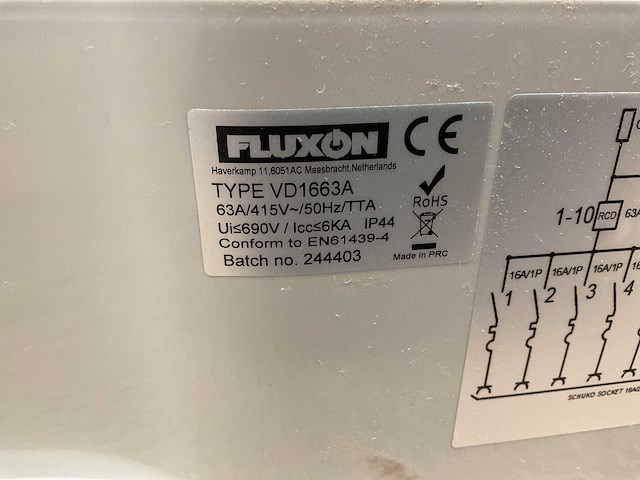 FLUXON CE
Haverkamp 11,6051AC Maasbracht,Netherlands
TYPE VD1663A
63A/415V~/50Hz/TTA
Ui≤690V / Icc≤6KA IP44
Conform to EN61439-4
Batch no. 244403
RoHS
Made in PRC
1-10 RCD 63A
16A/1P 16A/1P 16A/1P
1 2 3 4
SCHUKO SOCKET